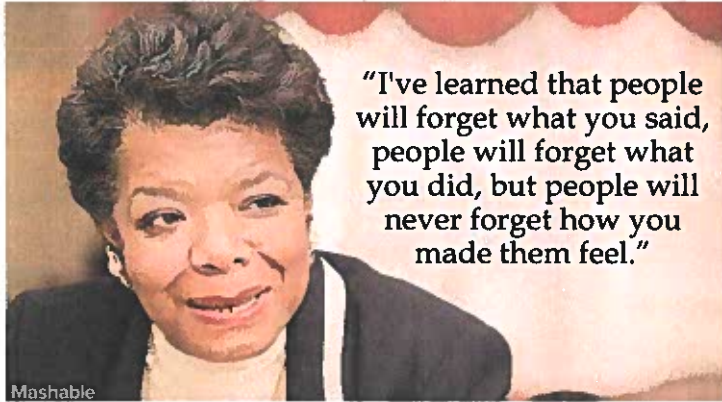 “I've learned that people
will forget what you said,
people will forget what
you did, but people will
never forget how you
made them feel.”
Mashable